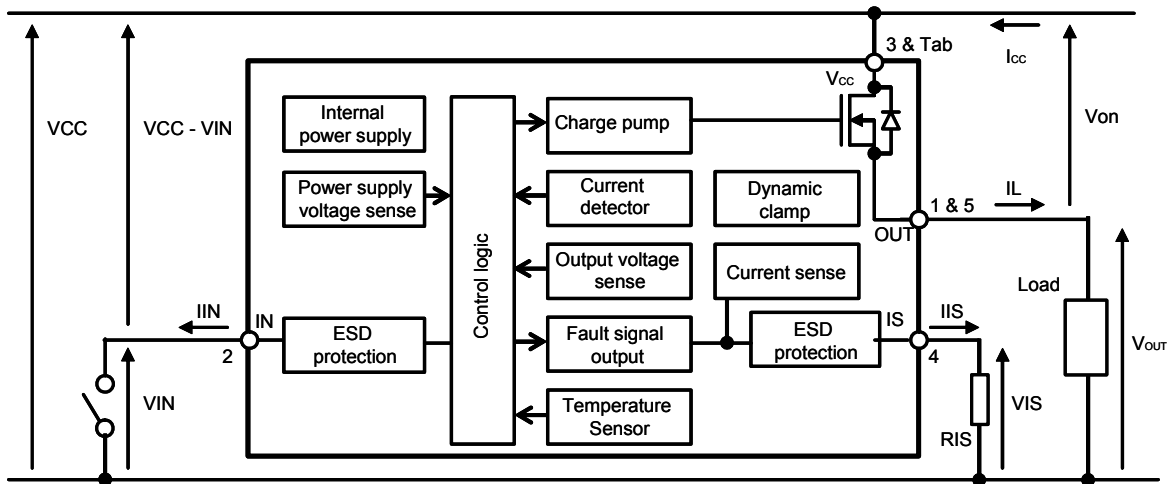 3 & Tab
ICC
VCC
VCC
VCC - VIN
Internal
power supply
Charge pump
Von
Power supply
voltage sense
Current
detector
Dynamic
clamp
IL
1 & 5
OUT
Control logic
Output voltage
sense
Current sense
Load
IIN
IN
2
ESD
protection
Fault signal
output
ESD
protection
IS
IIS
4
VOUT
VIN
Temperature
Sensor
VIS
RIS